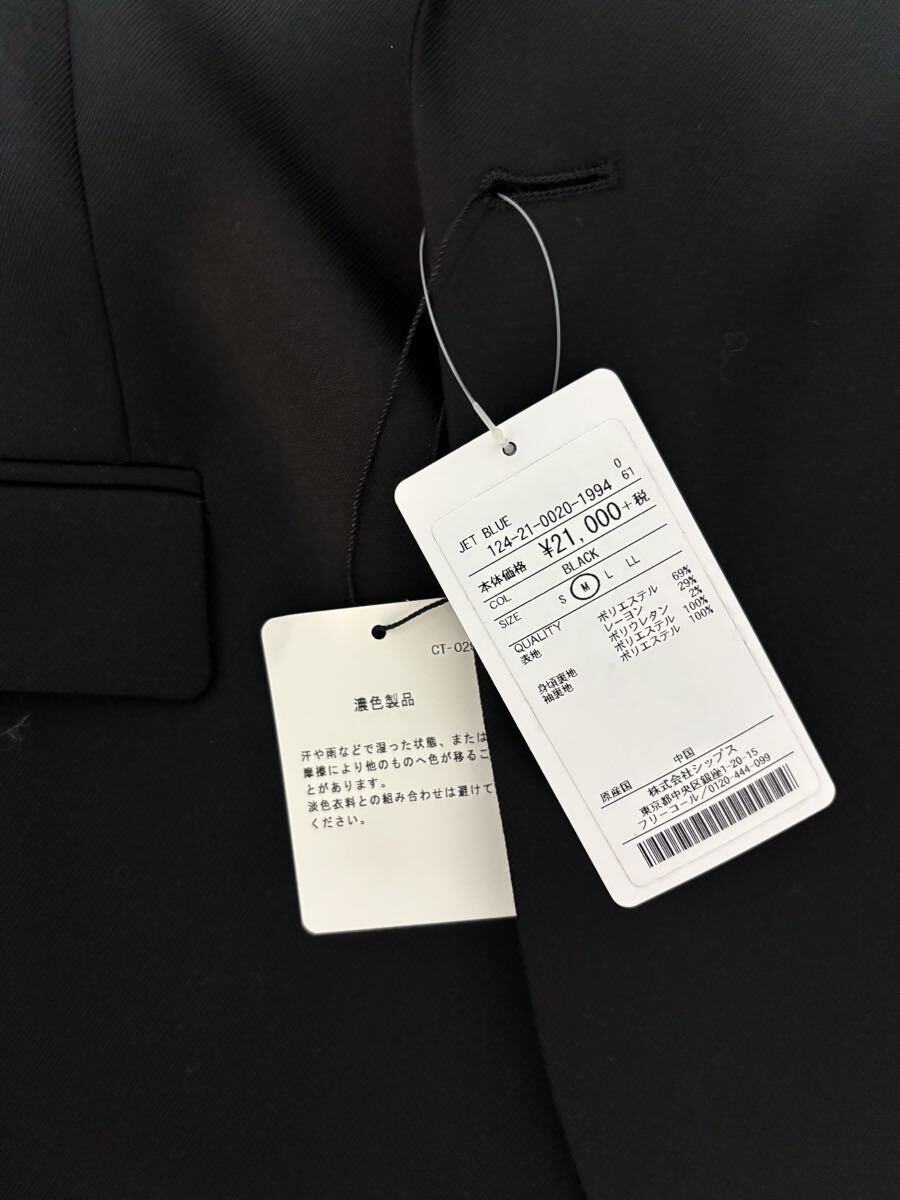 JET BLUE
0
124-21-0020-1994 61
本体価格 ¥21,000+税
COL BLACK
SIZE S M L LL
QUALITY ポリエステル 69%
表地 レーヨン 29%
ポリウレタン 2%
身頃裏地 ポリエステル 100%
袖裏地 ポリエステル 100%
原産国 中国
株式会社シップス
東京都中央区銀座1-20-15
フリーコール/0120-444-099
CT-029
濃色製品
汗や雨などで湿った状態、または
摩擦により他のものへ色が移るこ
とがあります。
淡色衣料との組み合わせは避けて
ください。